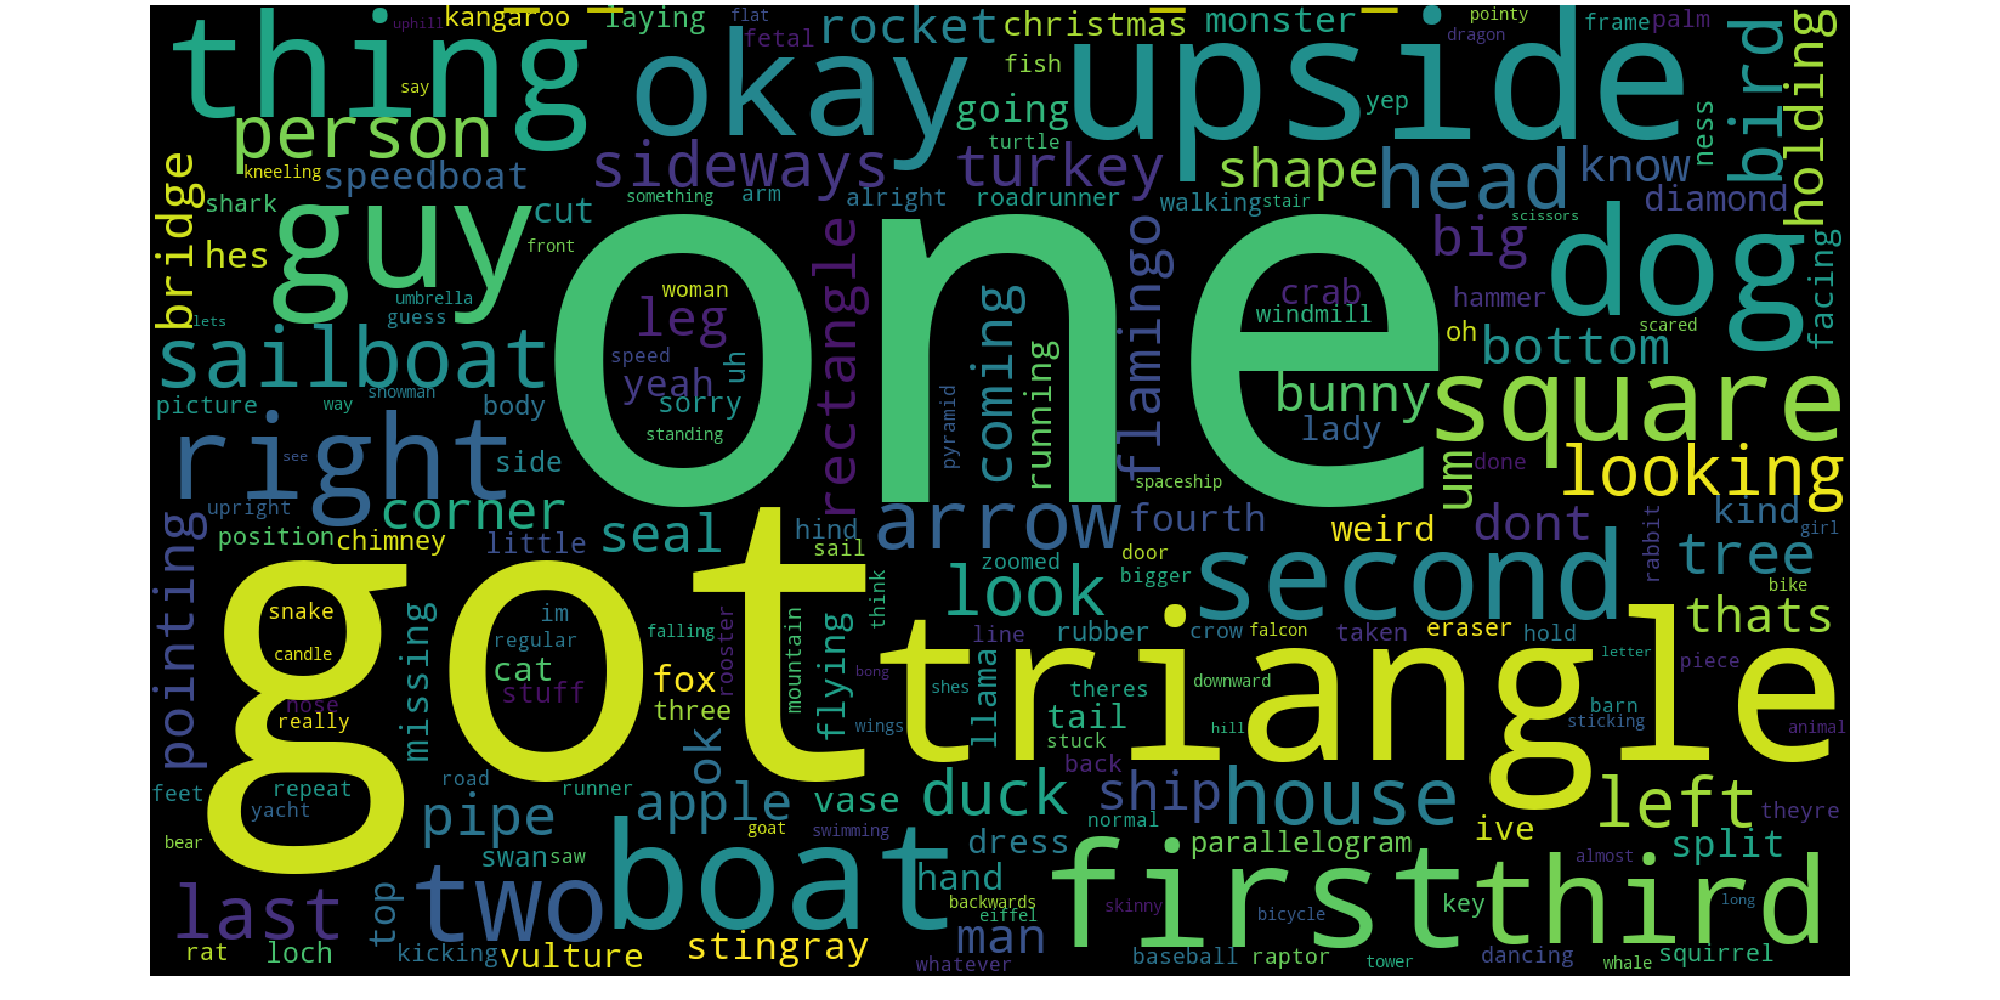 uphill kangaroo laying flat rocket christmas monster pointy frame palm
thing okay fetal upside dragon bird holding
say fish yep
person going turtle ness
kneeling speedboat sideways turkey shape head know
bridge shark cut something arm alright roadrunner walking stair diamond
guy front scissors dog
hes big facing
umbrella woman rectangle flamingo crab hammer
lets guess leg coming windmill oh scared
sailboat speed uh running bottom
snowman yeah one bunny square
picture way body sorry pyramid lady
right see side standing done looking
spaceship um
upright corner hind arrow fourth weird dont kind girl
pointing position chimney little seal sail door rabbit tree
zoomed bigger second bike
snake im think look thats
missing got regular falling rooster flying line rubber crow falcon taken eraser hold
candle cat fox mountain bong llama triangle letter piece
nose stuff shes theres downward
really three wings tail hill barn sticking animal
ok stuck
road back
feet repeat runner ship house left
yacht pipe apple vase duck normal theyre
bear goat swimming dress parallelogram ive split
swan saw almost
last top two boat hand first third
backwards skinny bicycle key long
eiffel
rat loch kicking vulture stingray man baseball raptor tower dancing whale squirrel
whatever